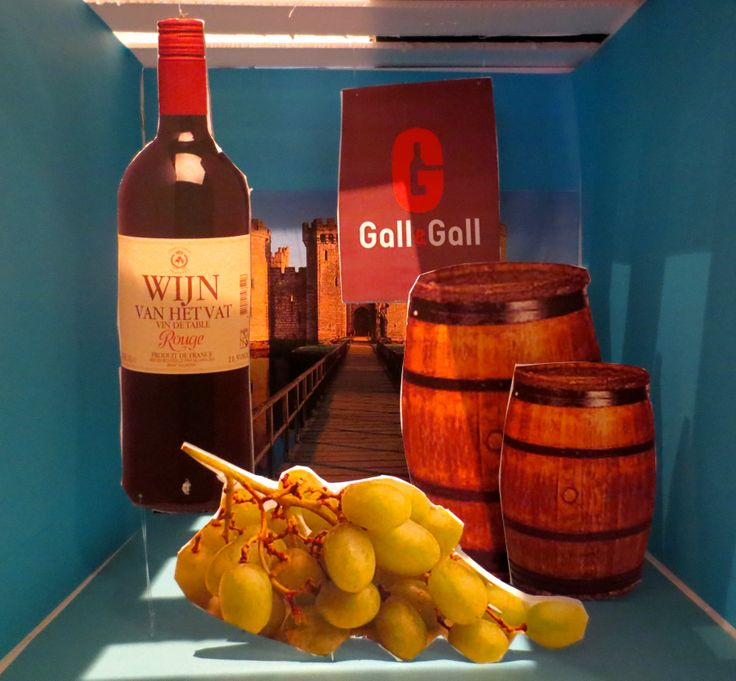 WIJN
VAN HET VAT
VIN DE TABLE
Rouge
PRODUIT DE FRANCE
G
Gall & Gall